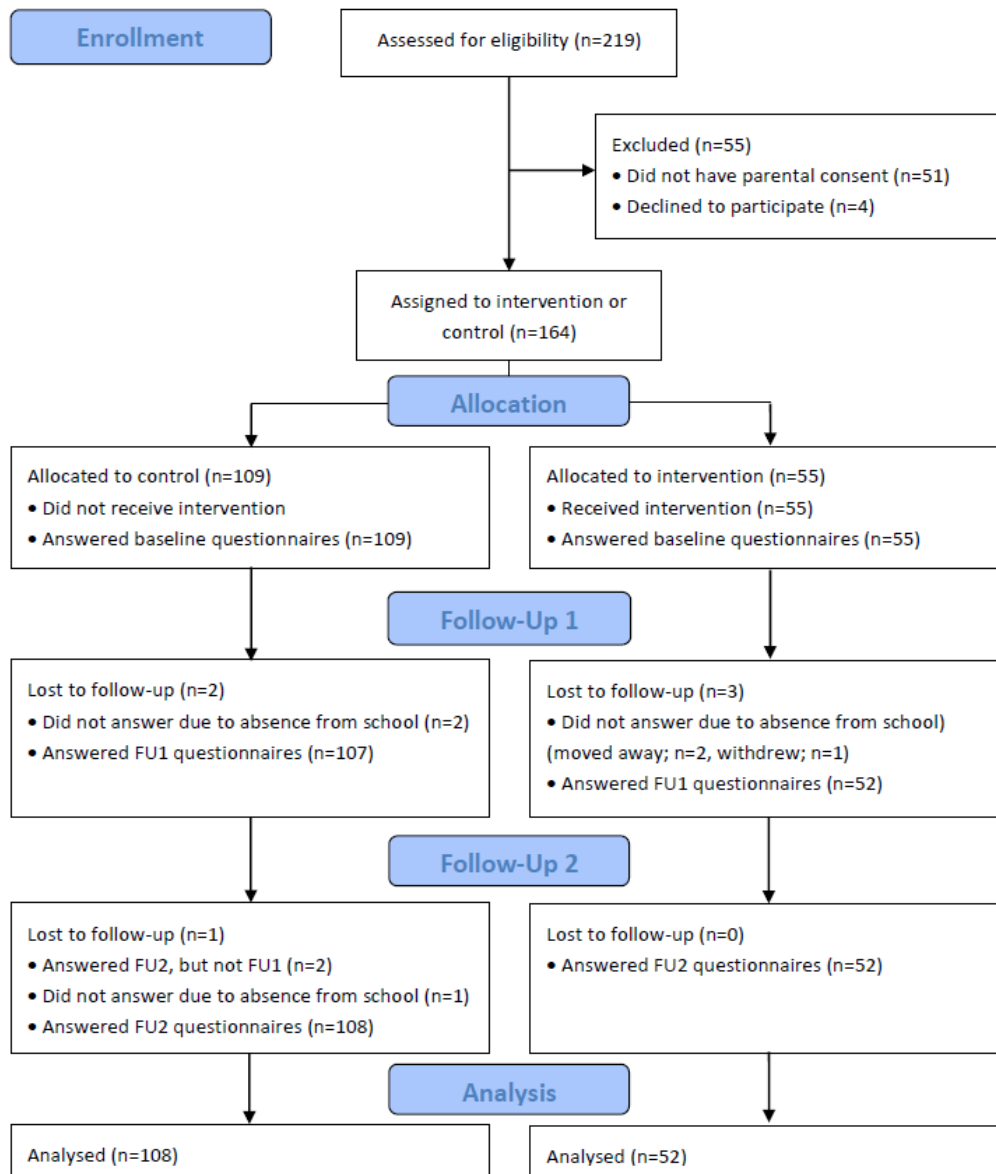 Enrollment
Assessed for eligibility (n=219)
Excluded (n=55)
• Did not have parental consent (n=51)
• Declined to participate (n=4)
Assigned to intervention or
control (n=164)
Allocation
Allocated to control (n=109)
• Did not receive intervention
• Answered baseline questionnaires (n=109)
Allocated to intervention (n=55)
• Received intervention (n=55)
• Answered baseline questionnaires (n=55)
Follow-Up 1
Lost to follow-up (n=2)
• Did not answer due to absence from school (n=2)
• Answered FU1 questionnaires (n=107)
Lost to follow-up (n=3)
• Did not answer due to absence from school)
(moved away; n=2, withdrew; n=1)
• Answered FU1 questionnaires (n=52)
Follow-Up 2
Lost to follow-up (n=1)
• Answered FU2, but not FU1 (n=2)
• Did not answer due to absence from school (n=1)
• Answered FU2 questionnaires (n=108)
Lost to follow-up (n=0)
• Answered FU2 questionnaires (n=52)
Analysis
Analysed (n=108)
Analysed (n=52)